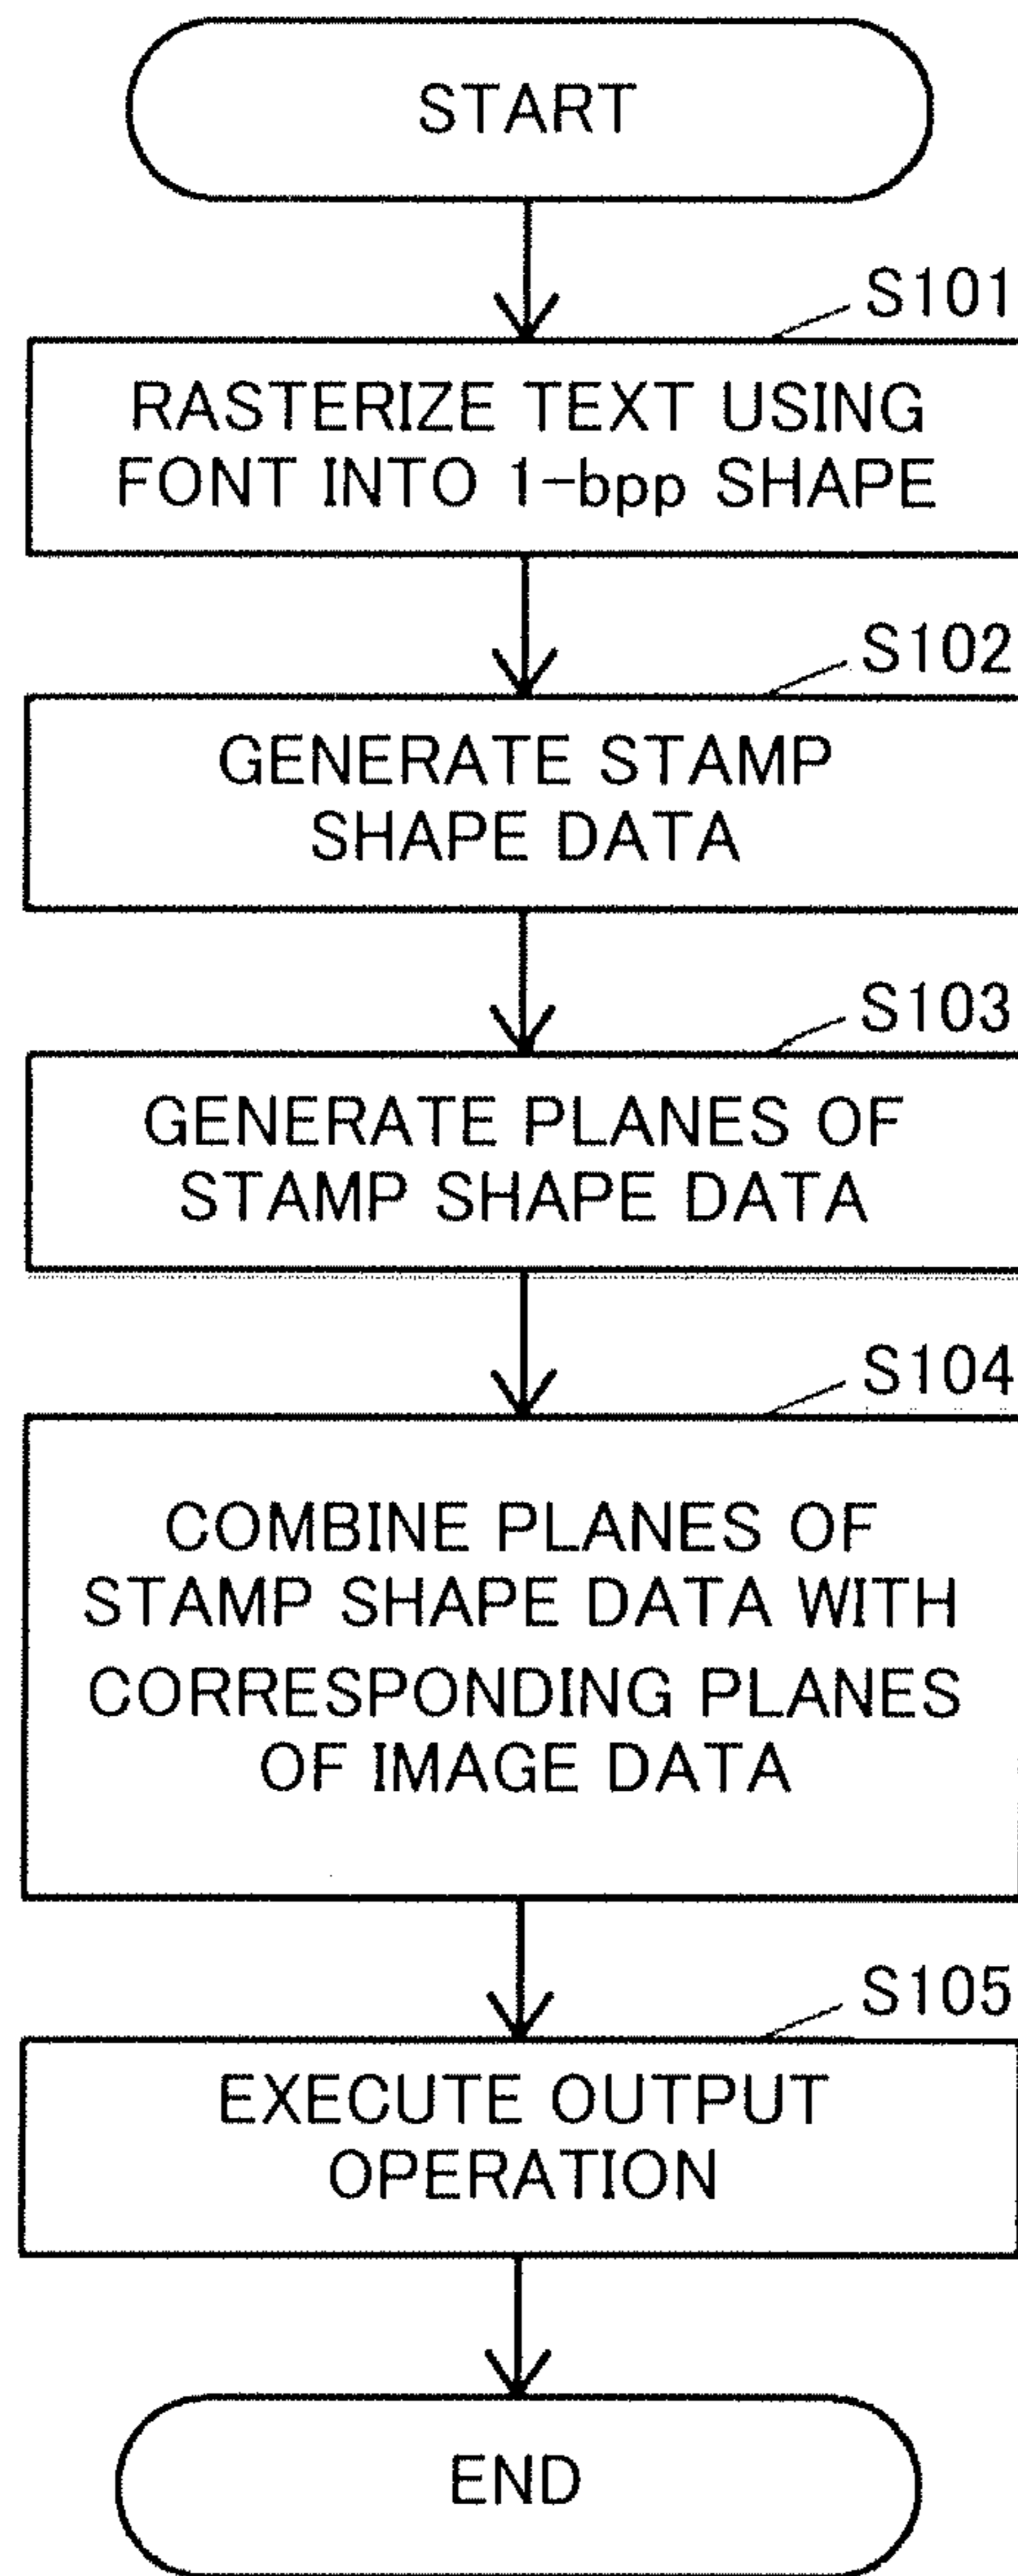 START
S101
RASTERIZE TEXT USING
FONT INTO 1-bpp SHAPE
S102
GENERATE STAMP
SHAPE DATA
S103
GENERATE PLANES OF
STAMP SHAPE DATA
S104
COMBINE PLANES OF
STAMP SHAPE DATA WITH
CORRESPONDING PLANES
OF IMAGE DATA
S105
EXECUTE OUTPUT
OPERATION
END